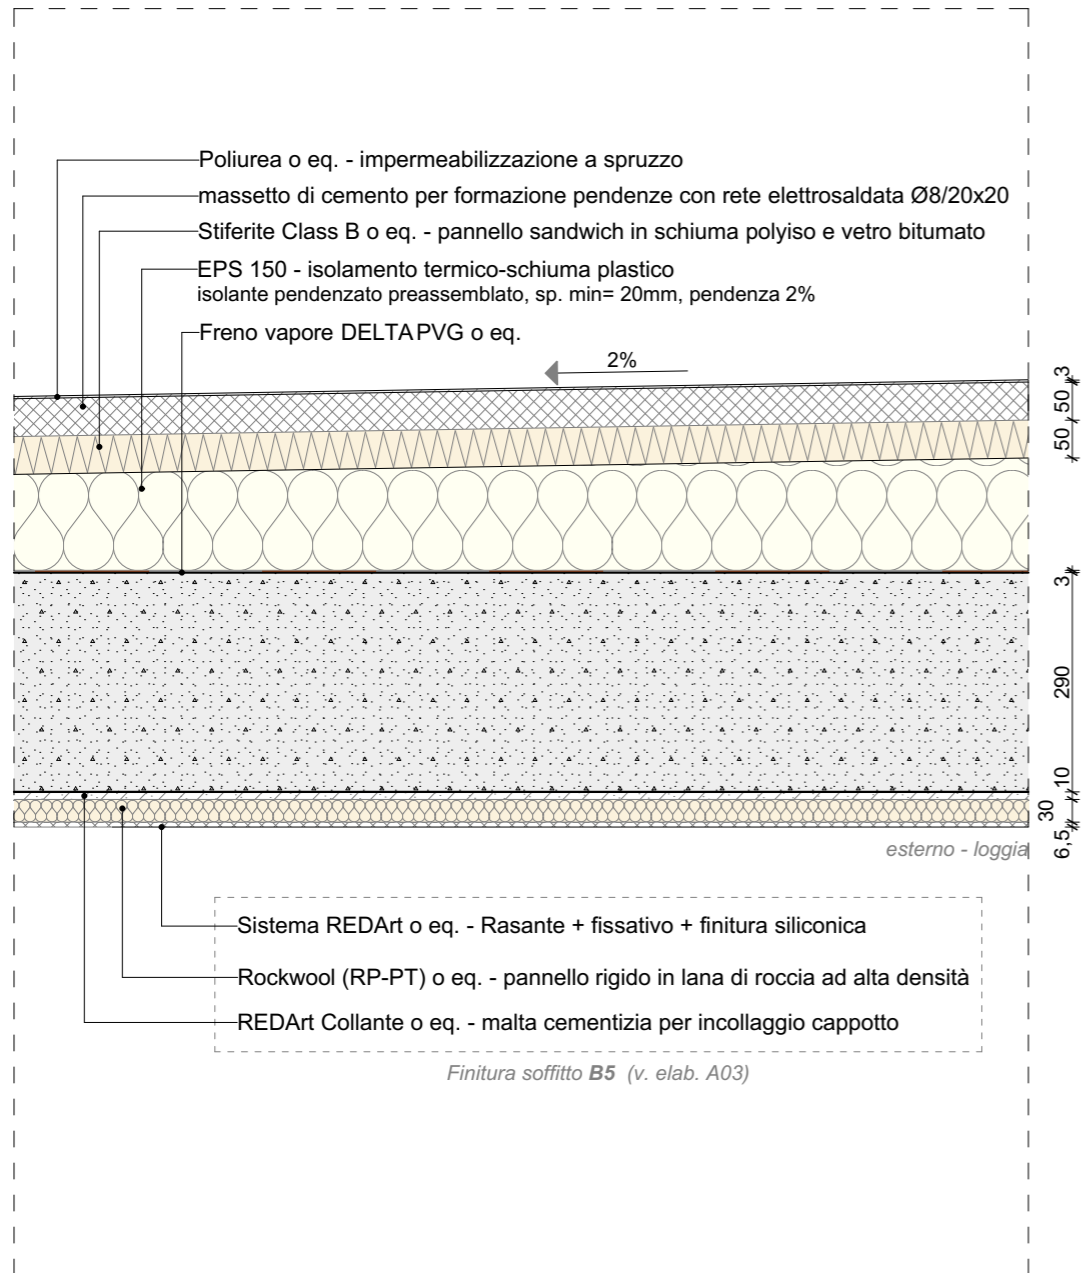 Poliurea o eq. - impermeabilizzazione a spruzzo
massetto di cemento per formazione pendenze con rete elettrosaldata Ø8/20x20
Stiferite Class B o eq. - pannello sandwich in schiuma polyiso e vetro bitumato
EPS 150 - isolamento termico-schiuma plastico
isolante pendenzato preassemblato, sp. min= 20mm, pendenza 2%
Freno vapore DELTAPVG o eq.
2%
3
50
50
3
290
10
30
6,5
esterno - loggia
Sistema REDArt o eq. - Rasante + fissativo + finitura siliconica
Rockwool (RP-PT) o eq. - pannello rigido in lana di roccia ad alta densità
REDArt Collante o eq. - malta cementizia per incollaggio cappotto
Finitura soffitto B5 (v. elab. A03)